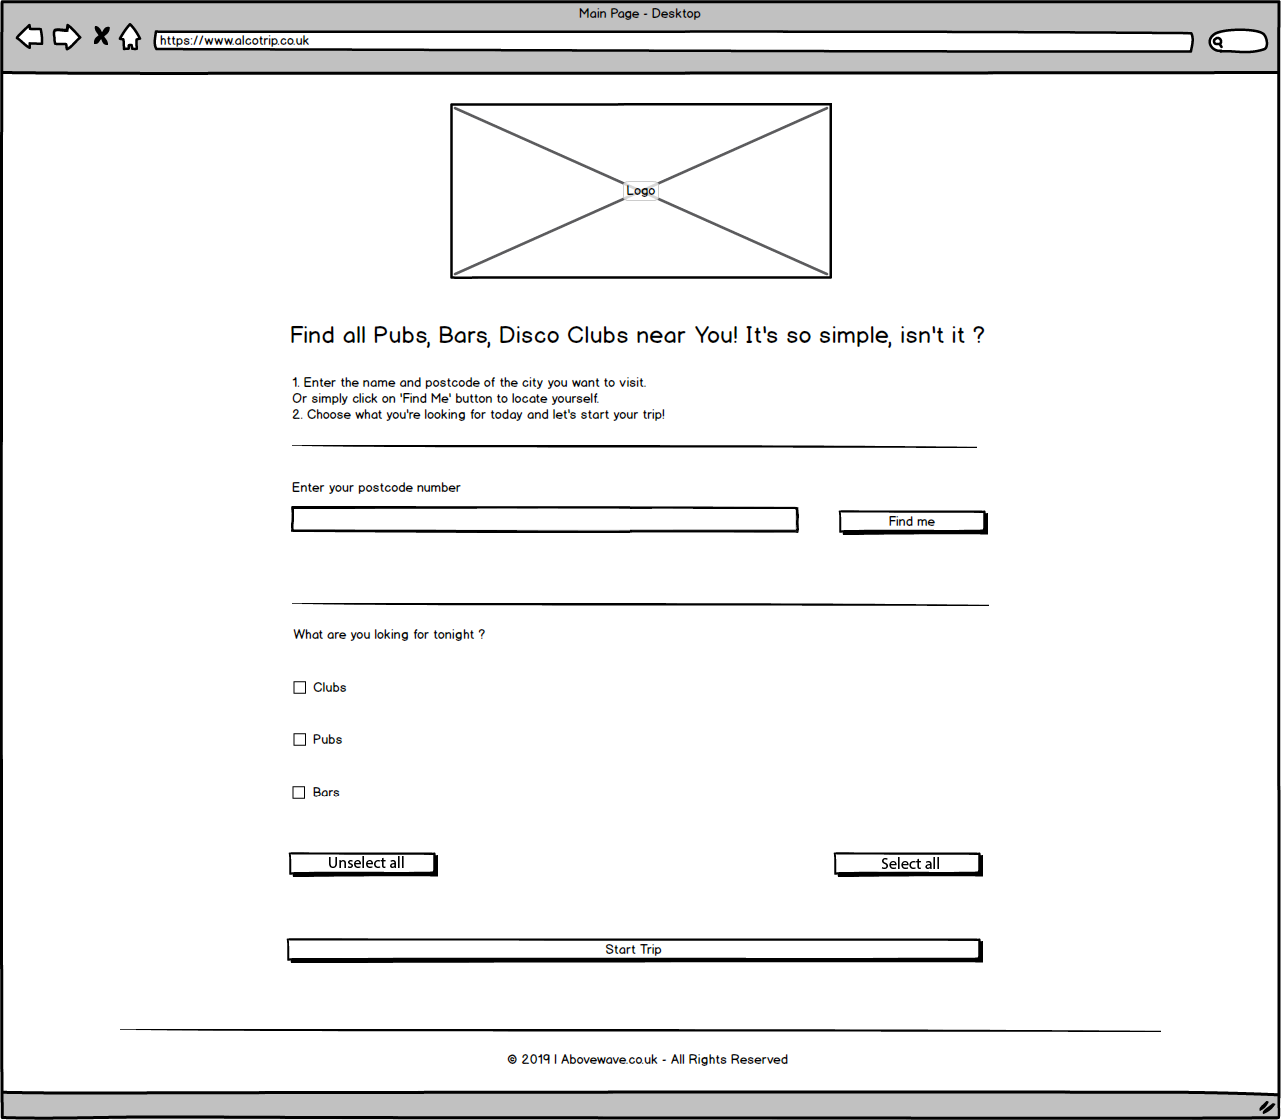 Main Page - Desktop
https://www.alcotrip.co.uk
Logo
Find all Pubs, Bars, Disco Clubs near You! It's so simple, isn't it ?
1. Enter the name and postcode of the city you want to visit.
Or simply click on 'Find Me' button to locate yourself.
2. Choose what you're looking for today and let's start your trip!
Enter your postcode number
Find me
What are you loking for tonight ?
Clubs
Pubs
Bars
Unselect all
Select all
Start Trip
© 2019 | Abovewave.co.uk - All Rights Reserved